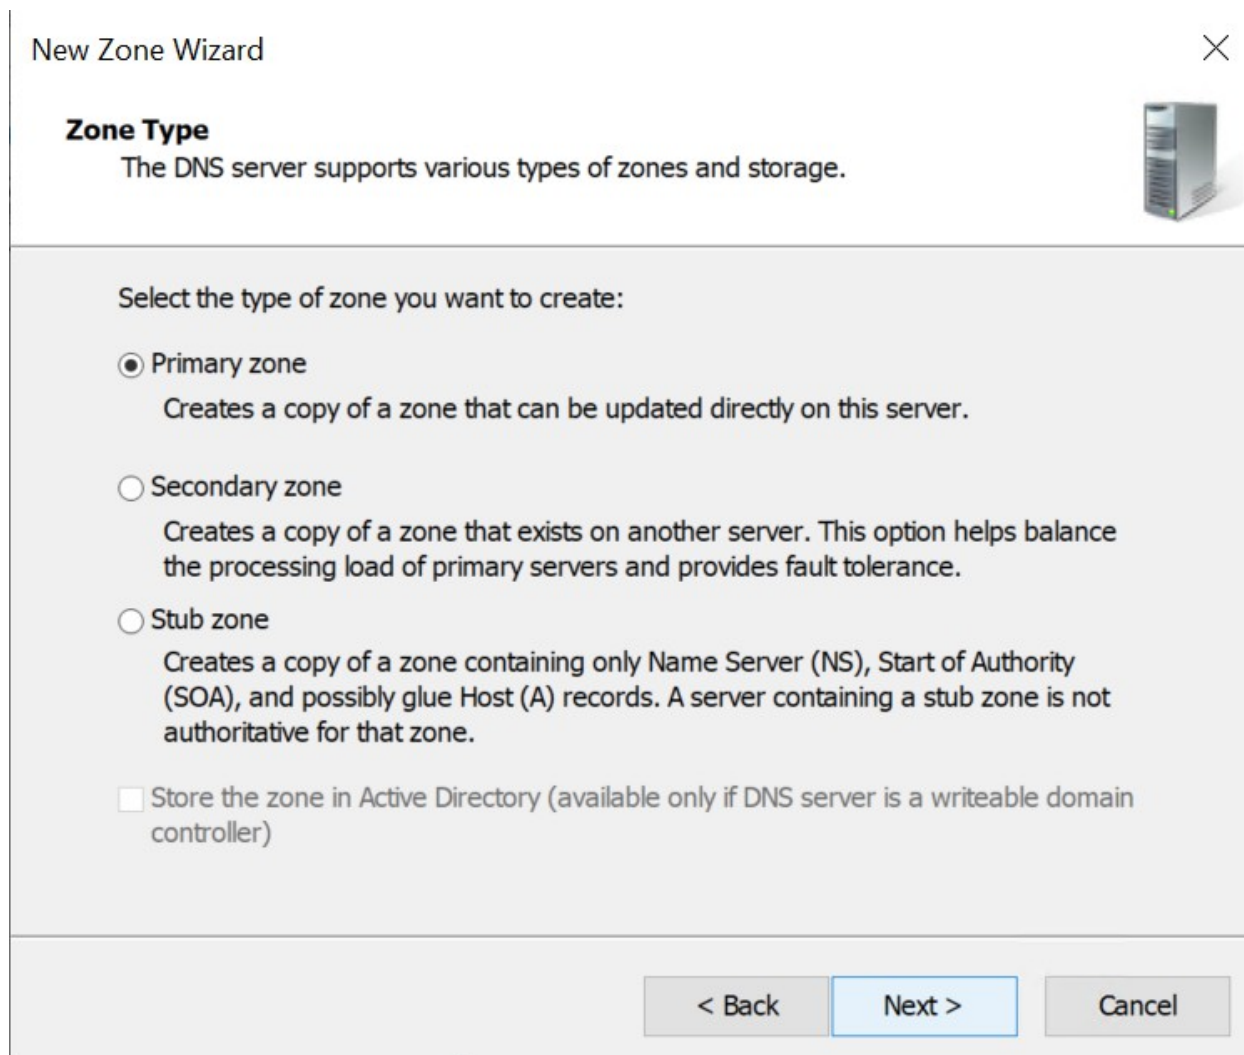 New Zone Wizard
Zone Type
The DNS server supports various types of zones and storage.
Select the type of zone you want to create:
Primary zone
Creates a copy of a zone that can be updated directly on this server.
Secondary zone
Creates a copy of a zone that exists on another server. This option helps balance
the processing load of primary servers and provides fault tolerance.
Stub zone
Creates a copy of a zone containing only Name Server (NS), Start of Authority
(SOA), and possibly glue Host (A) records. A server containing a stub zone is not
authoritative for that zone.
Store the zone in Active Directory (available only if DNS server is a writeable domain
controller)
< Back Next > Cancel